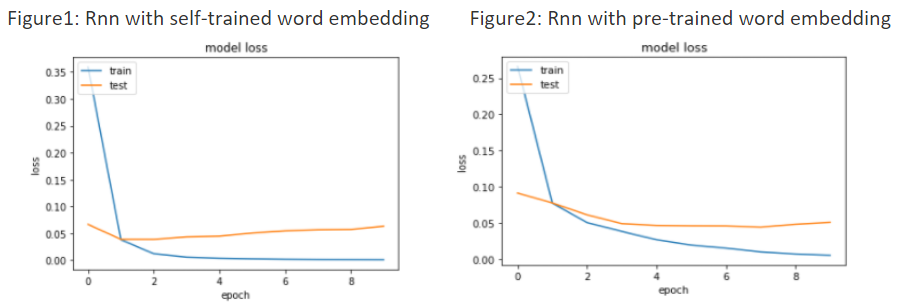 Figure1: Rnn with self-trained word embedding
model loss
train
test
0.35
0.30
0.25
0.20
0.15
0.10
0.05
0.00
loss
0 2 4 6 8
epoch
Figure2: Rnn with pre-trained word embedding
model loss
train
test
0.25
0.20
0.15
0.10
0.05
0.00
loss
0 2 4 6 8
epoch